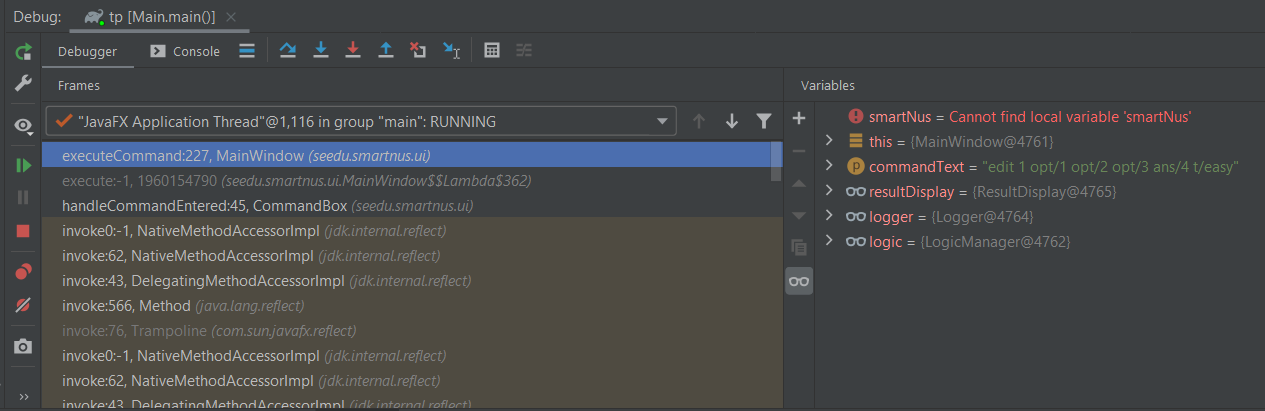 Debug: tp [Main.main()]
Debugger Console
Frames
"JavaFX Application Thread"@1,116 in group "main": RUNNING
executeCommand:227, MainWindow (seedu.smartnus.ui)
execute:-1, 1960154790 (seedu.smartnus.ui.MainWindow$$Lambda$362)
handleCommandEntered:45, CommandBox (seedu.smartnus.ui)
invoke0:-1, NativeMethodAccessorImpl (jdk.internal.reflect)
invoke:62, NativeMethodAccessorImpl (jdk.internal.reflect)
invoke:43, DelegatingMethodAccessorImpl (jdk.internal.reflect)
invoke:566, Method (java.lang.reflect)
invoke:76, Trampoline (com.sun.javafx.reflect)
invoke0:-1, NativeMethodAccessorImpl (jdk.internal.reflect)
invoke:62, NativeMethodAccessorImpl (jdk.internal.reflect)
invoke:43, DelegatingMethodAccessorImpl (jdk.internal.reflect)
Variables
smartNus = Cannot find local variable 'smartNus'
this = {MainWindow@4761}
p commandText = "edit 1 opt/1 opt/2 opt/3 ans/4 t/easy"
resultDisplay = {ResultDisplay@4765}
logger = {Logger@4764}
logic = {LogicManager@4762}